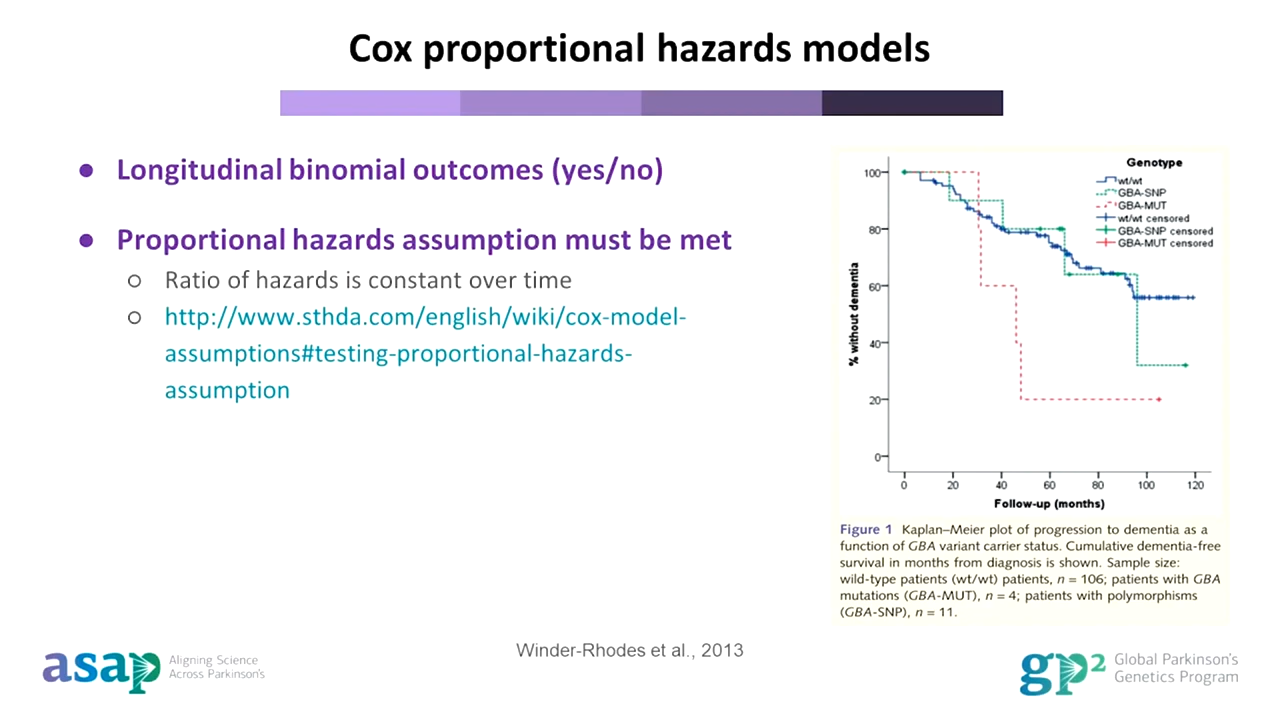 Cox proportional hazards models
● Longitudinal binomial outcomes (yes/no)
● Proportional hazards assumption must be met
○ Ratio of hazards is constant over time
○ http://www.sthda.com/english/wiki/cox-model-
assumptions#testing-proportional-hazards-
assumption
Genotype
wt/wt
GBA-SNP
GBA-MUT
wt/wt censored
GBA-SNP censored
GBA-MUT censored
% without dementia
100
80
60
40
20
0
0 20 40 60 80 100 120
Follow-up (months)
Figure 1 Kaplan–Meier plot of progression to dementia as a
function of GBA variant carrier status. Cumulative dementia-free
survival in months from diagnosis is shown. Sample size:
wild-type patients (wt/wt) patients, n = 106; patients with GBA
mutations (GBA-MUT), n = 4; patients with polymorphisms
(GBA-SNP), n = 11.
Winder-Rhodes et al., 2013
asap
Aligning Science
Across Parkinson's
gp2
Global Parkinson's
Genetics Program